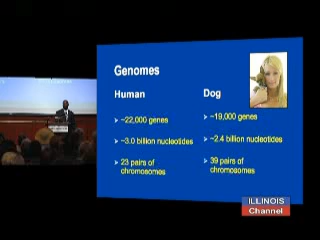 Genomes
Human
Dog
~22,000 genes
~19,000 genes
~3.0 billion nucleotides
~2.4 billion nucleotides
23 pairs of
chromosomes
39 pairs of
chromosomes
ILLINOIS
Channel